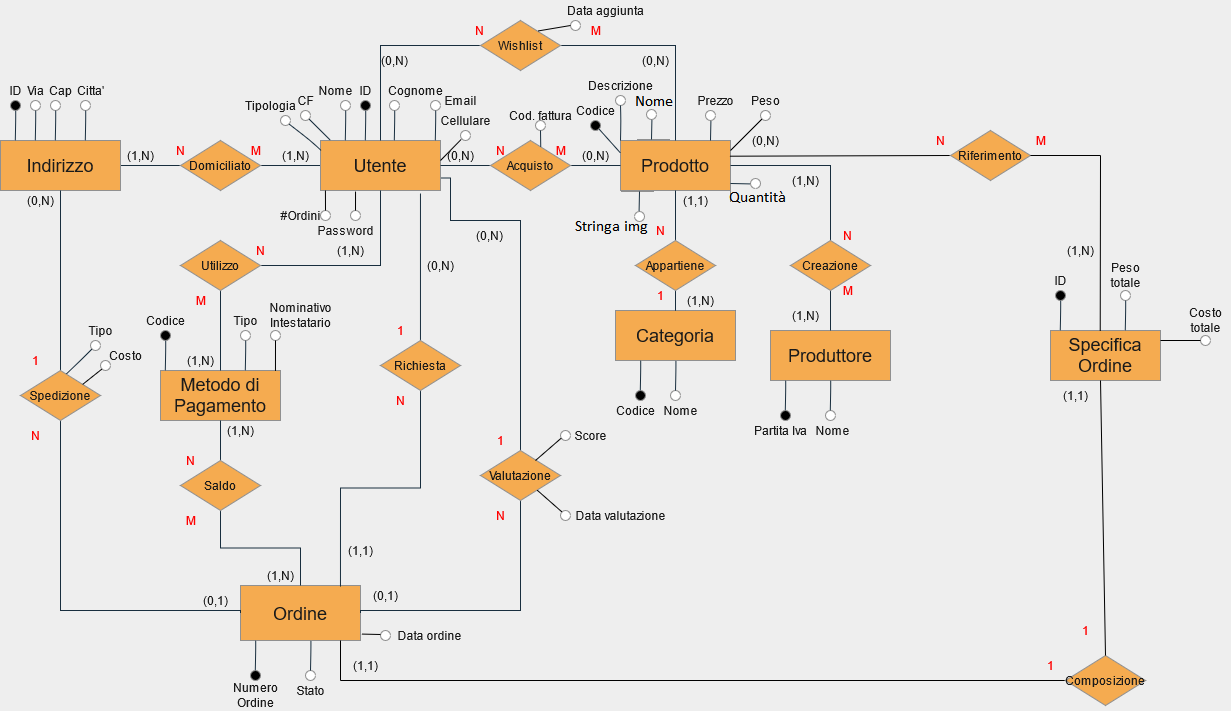 Data aggiunta
N
Wishlist
M
(0,N)
(0,N)
ID
Via
Cap
Citta'
Tipologia
CF
Nome
ID
Cognome
Email
Cellulare
Cod. fattura
Descrizione
Codice
Nome
Prezzo
Peso
(0,N)
Indirizzo
(1,N)
N
Domiciliato
M
(1,N)
Utente
(0,N)
N
Acquisto
M
(0,N)
Prodotto
N
Riferimento
M
(0,N)
#Ordini
Password
(1,N)
(0,N)
(0,N)
Stringa img
(1,1)
Quantità
(1,N)
N
Utilizzo
M
N
Appartiene
1
(1,N)
N
Creazione
M
(1,N)
(1,N)
Codice
Tipo
Nominativo
Intestatario
(1,N)
Metodo di
Pagamento
(1,N)
Tipo
Costo
1
Spedizione
N
1
Richiesta
N
Categoria
Codice
Nome
Produttore
Partita Iva
Nome
ID
Peso
totale
Costo
totale
Specifica
Ordine
(1,1)
N
Saldo
M
1
Valutazione
N
Score
Data valutazione
(1,1)
(1,N)
(0,1)
(0,1)
Ordine
Data ordine
(1,1)
Numero
Ordine
Stato
1
1
Composizione